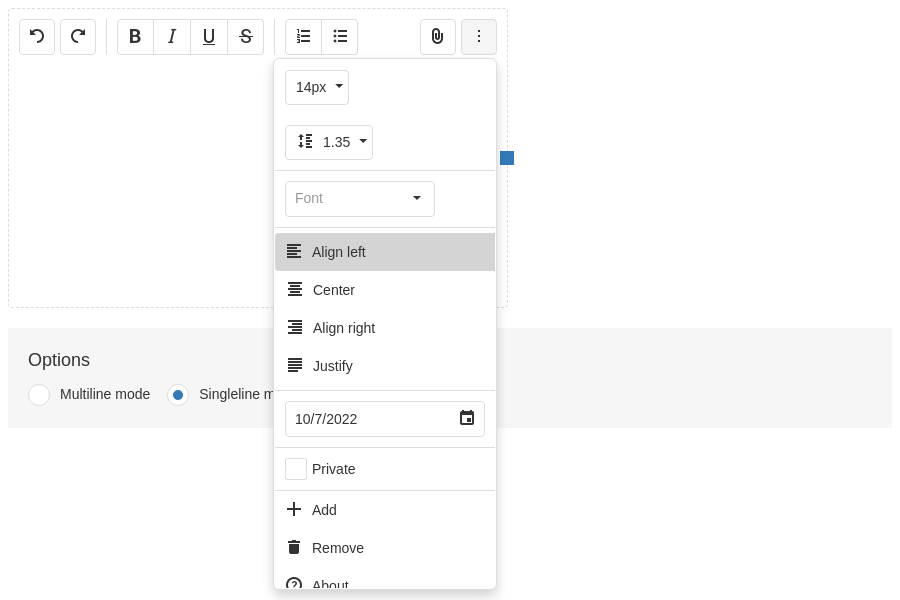 B I U S
14px
1.35
Font
Align left
Center
Align right
Justify
Options
Multiline mode Singleline m
10/7/2022
Private
Add
Remove
About